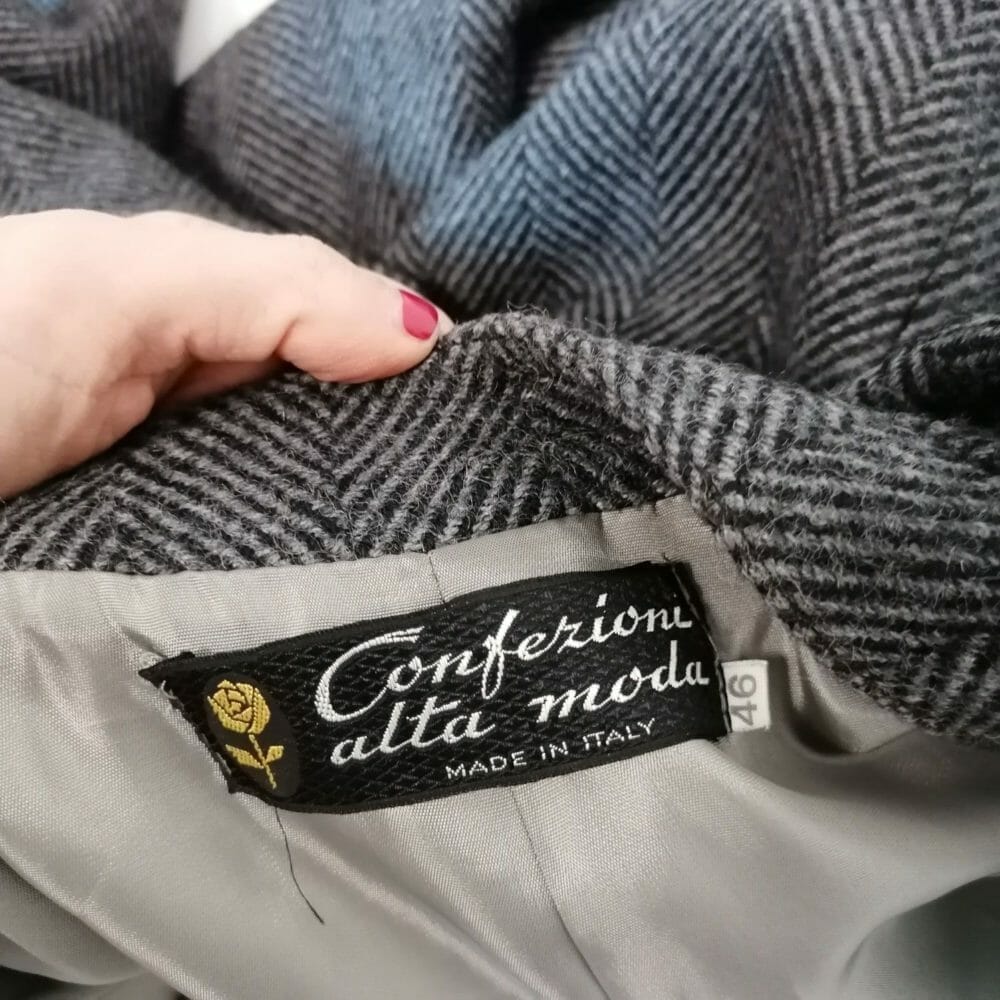 Confezioni
alta moda
MADE IN ITALY
46